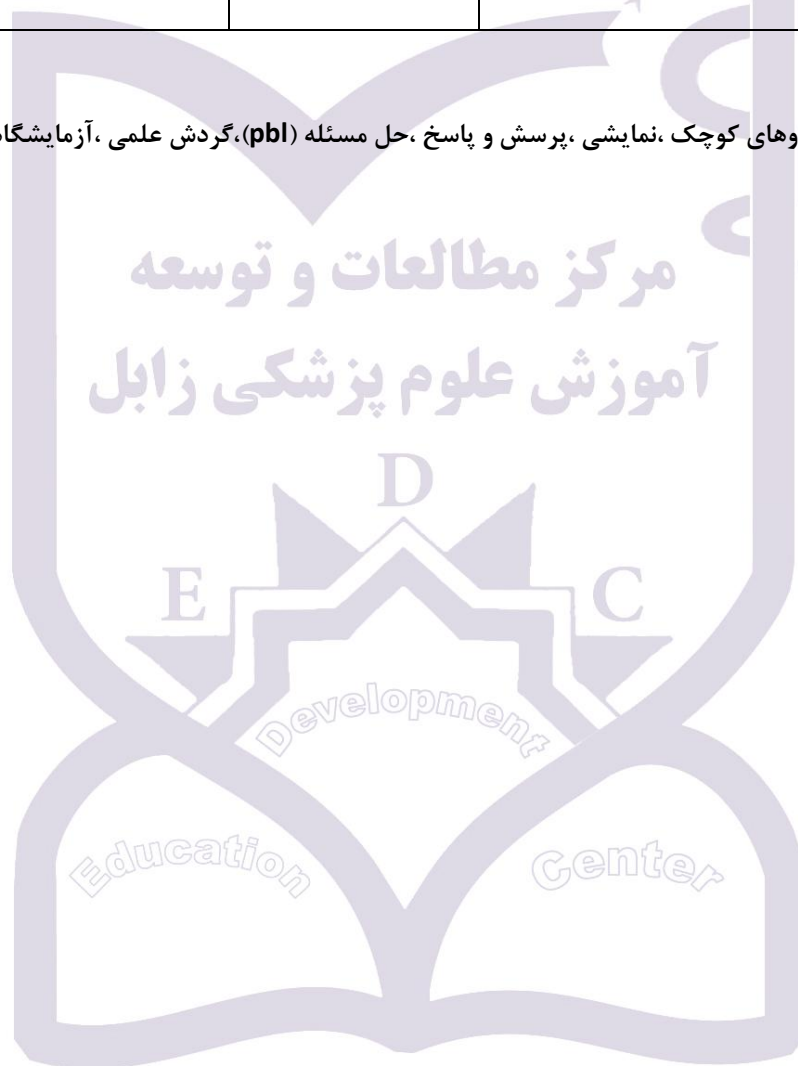 وهای کوچک ،نمایشی ،پرسش و پاسخ ،حل مسئله (pbl)،گردش علمی ،آزمایشگا
مرکز مطالعات و توسعه
آموزش علوم پزشکی زابل
D
E C
Development
Education Center